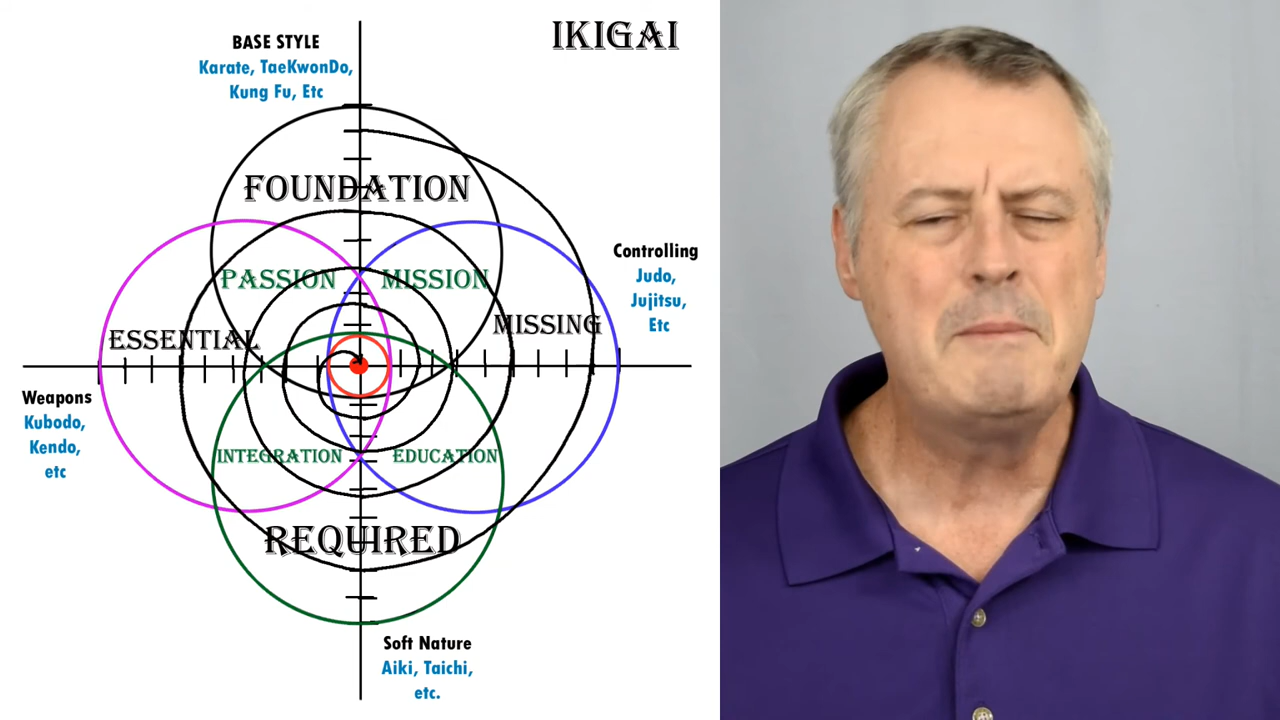 IKIGAI
BASE STYLE
Karate, TaeKwonDo,
Kung Fu, Etc
FOUNDATION
PASSION
MISSION
Controlling
Judo,
Jujitsu,
Etc
ESSENTIAL
MISSING
Weapons
Kubodo,
Kendo,
etc
INTEGRATION
EDUCATION
REQUIRED
Soft Nature
Aiki, Taichi,
etc.